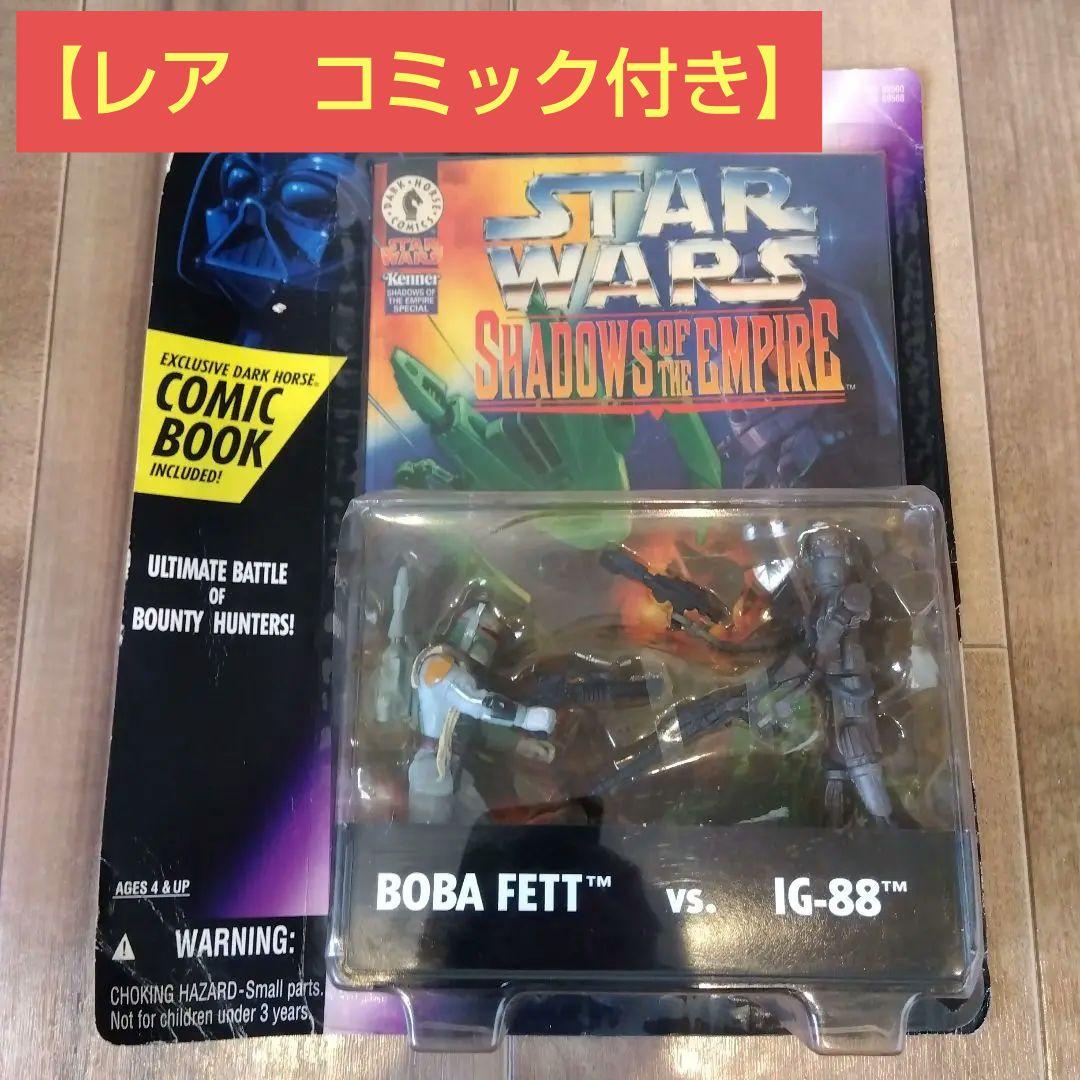 【レア　コミック付き】
DARK HORSE COMICS
STAR WARS
Kenner
SHADOWS OF
THE EMPIRE
SPECIAL
STAR
WARS
SHADOWS OF THE EMPIRE™
EXCLUSIVE DARK HORSE®
COMIC
BOOK
INCLUDED!
ULTIMATE BATTLE
OF
BOUNTY HUNTERS!
BOBA FETT™ vs. IG-88™
AGES 4 & UP
WARNING:
CHOKING HAZARD-Small parts.
Not for children under 3 years.